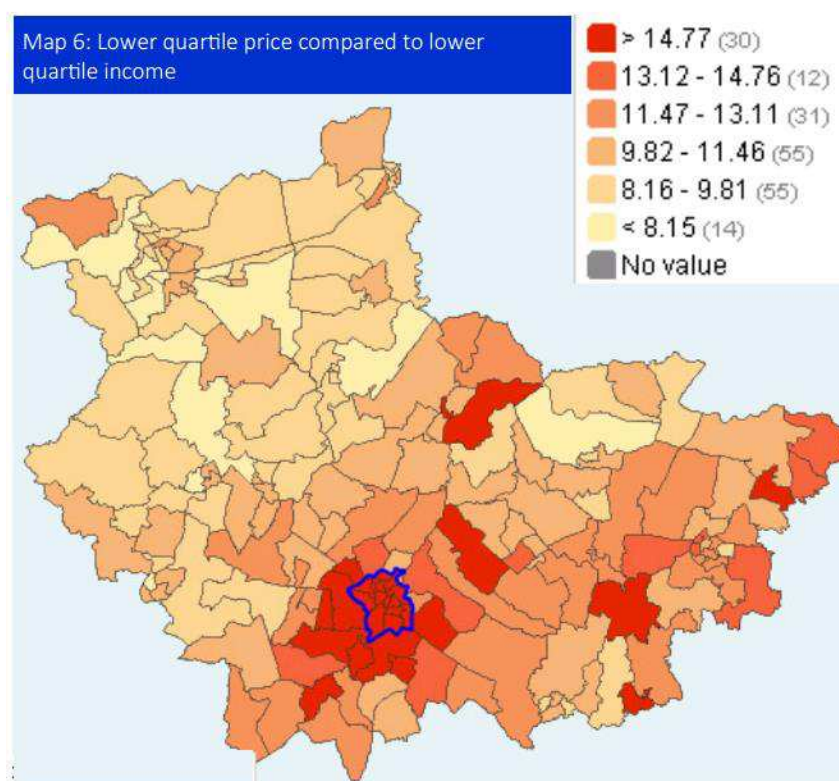 Map 6: Lower quartile price compared to lower
quartile income
> 14.77 (30)
13.12 - 14.76 (12)
11.47 - 13.11 (31)
9.82 - 11.46 (55)
8.16 - 9.81 (55)
< 8.15 (14)
No value